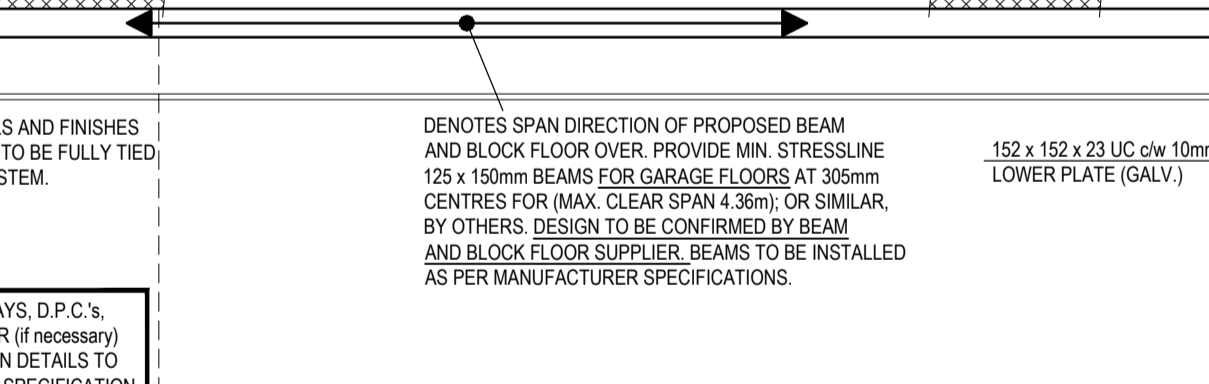 AND FINISHES
TO BE FULLY TIED
DENOTES SPAN DIRECTION OF PROPOSED BEAM
AND BLOCK FLOOR OVER. PROVIDE MIN. STRESSLINE
125 x 150mm BEAMS FOR GARAGE FLOORS AT 305mm
CENTRES FOR (MAX. CLEAR SPAN 4.36m); OR SIMILAR,
BY OTHERS. DESIGN TO BE CONFIRMED BY BEAM
AND BLOCK FLOOR SUPPLIER. BEAMS TO BE INSTALLED
AS PER MANUFACTURER SPECIFICATIONS.
152 x 152 x 23 UC c/w 10mm
LOWER PLATE (GALV.)
D.P.C.'s,
(if necessary)
DETAILS TO
SPECIFICATION